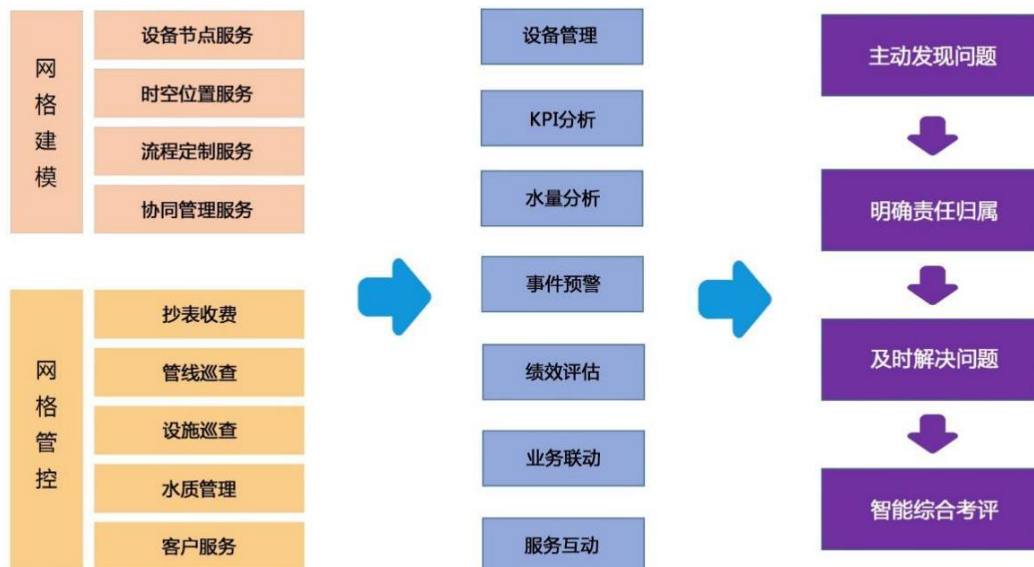 网格建模
设备节点服务
时空位置服务
流程定制服务
协同管理服务
网格管控
抄表收费
管线巡查
设施巡查
水质管理
客户服务
设备管理
KPI分析
水量分析
事件预警
绩效评估
业务联动
服务互动
主动发现问题
明确责任归属
及时解决问题
智能综合考评